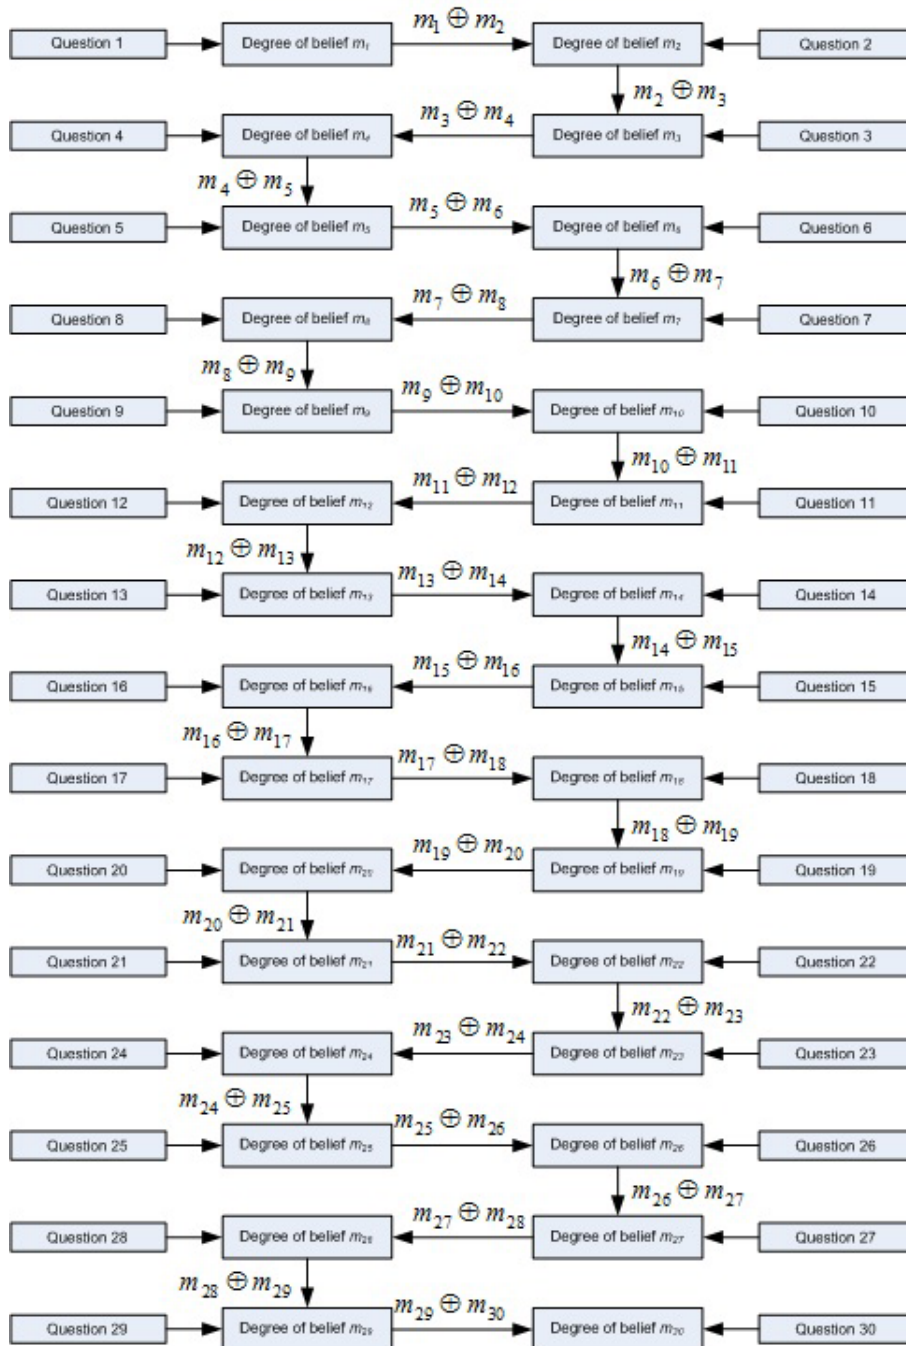 m₁ ⊕ m₂
Question 1 Degree of belief m₁ Degree of belief m₂ Question 2
m₂ ⊕ m₃
m₃ ⊕ m₄
Question 4 Degree of belief m₄ Degree of belief m₃ Question 3
m₄ ⊕ m₅
m₅ ⊕ m₆
Question 5 Degree of belief m₅ Degree of belief m₆ Question 6
m₆ ⊕ m₇
m₇ ⊕ m₈
Question 8 Degree of belief m₈ Degree of belief m₇ Question 7
m₈ ⊕ m₉
m₉ ⊕ m₁₀
Question 9 Degree of belief m₉ Degree of belief m₁₀ Question 10
m₁₀ ⊕ m₁₁
m₁₁ ⊕ m₁₂
Question 12 Degree of belief m₁₂ Degree of belief m₁₁ Question 11
m₁₂ ⊕ m₁₃
m₁₃ ⊕ m₁₄
Question 13 Degree of belief m₁₃ Degree of belief m₁₄ Question 14
m₁₄ ⊕ m₁₅
m₁₅ ⊕ m₁₆
Question 16 Degree of belief m₁₆ Degree of belief m₁₅ Question 15
m₁₆ ⊕ m₁₇
m₁₇ ⊕ m₁₈
Question 17 Degree of belief m₁₇ Degree of belief m₁₈ Question 18
m₁₈ ⊕ m₁₉
m₁₉ ⊕ m₂₀
Question 20 Degree of belief m₂₀ Degree of belief m₁₉ Question 19
m₂₀ ⊕ m₂₁
m₂₁ ⊕ m₂₂
Question 21 Degree of belief m₂₁ Degree of belief m₂₂ Question 22
m₂₂ ⊕ m₂₃
m₂₃ ⊕ m₂₄
Question 24 Degree of belief m₂₄ Degree of belief m₂₃ Question 23
m₂₄ ⊕ m₂₅
m₂₅ ⊕ m₂₆
Question 25 Degree of belief m₂₅ Degree of belief m₂₆ Question 26
m₂₆ ⊕ m₂₇
m₂₇ ⊕ m₂₈
Question 28 Degree of belief m₂₈ Degree of belief m₂₇ Question 27
m₂₈ ⊕ m₂₉
m₂₉ ⊕ m₃₀
Question 29 Degree of belief m₂₉ Degree of belief m₃₀ Question 30